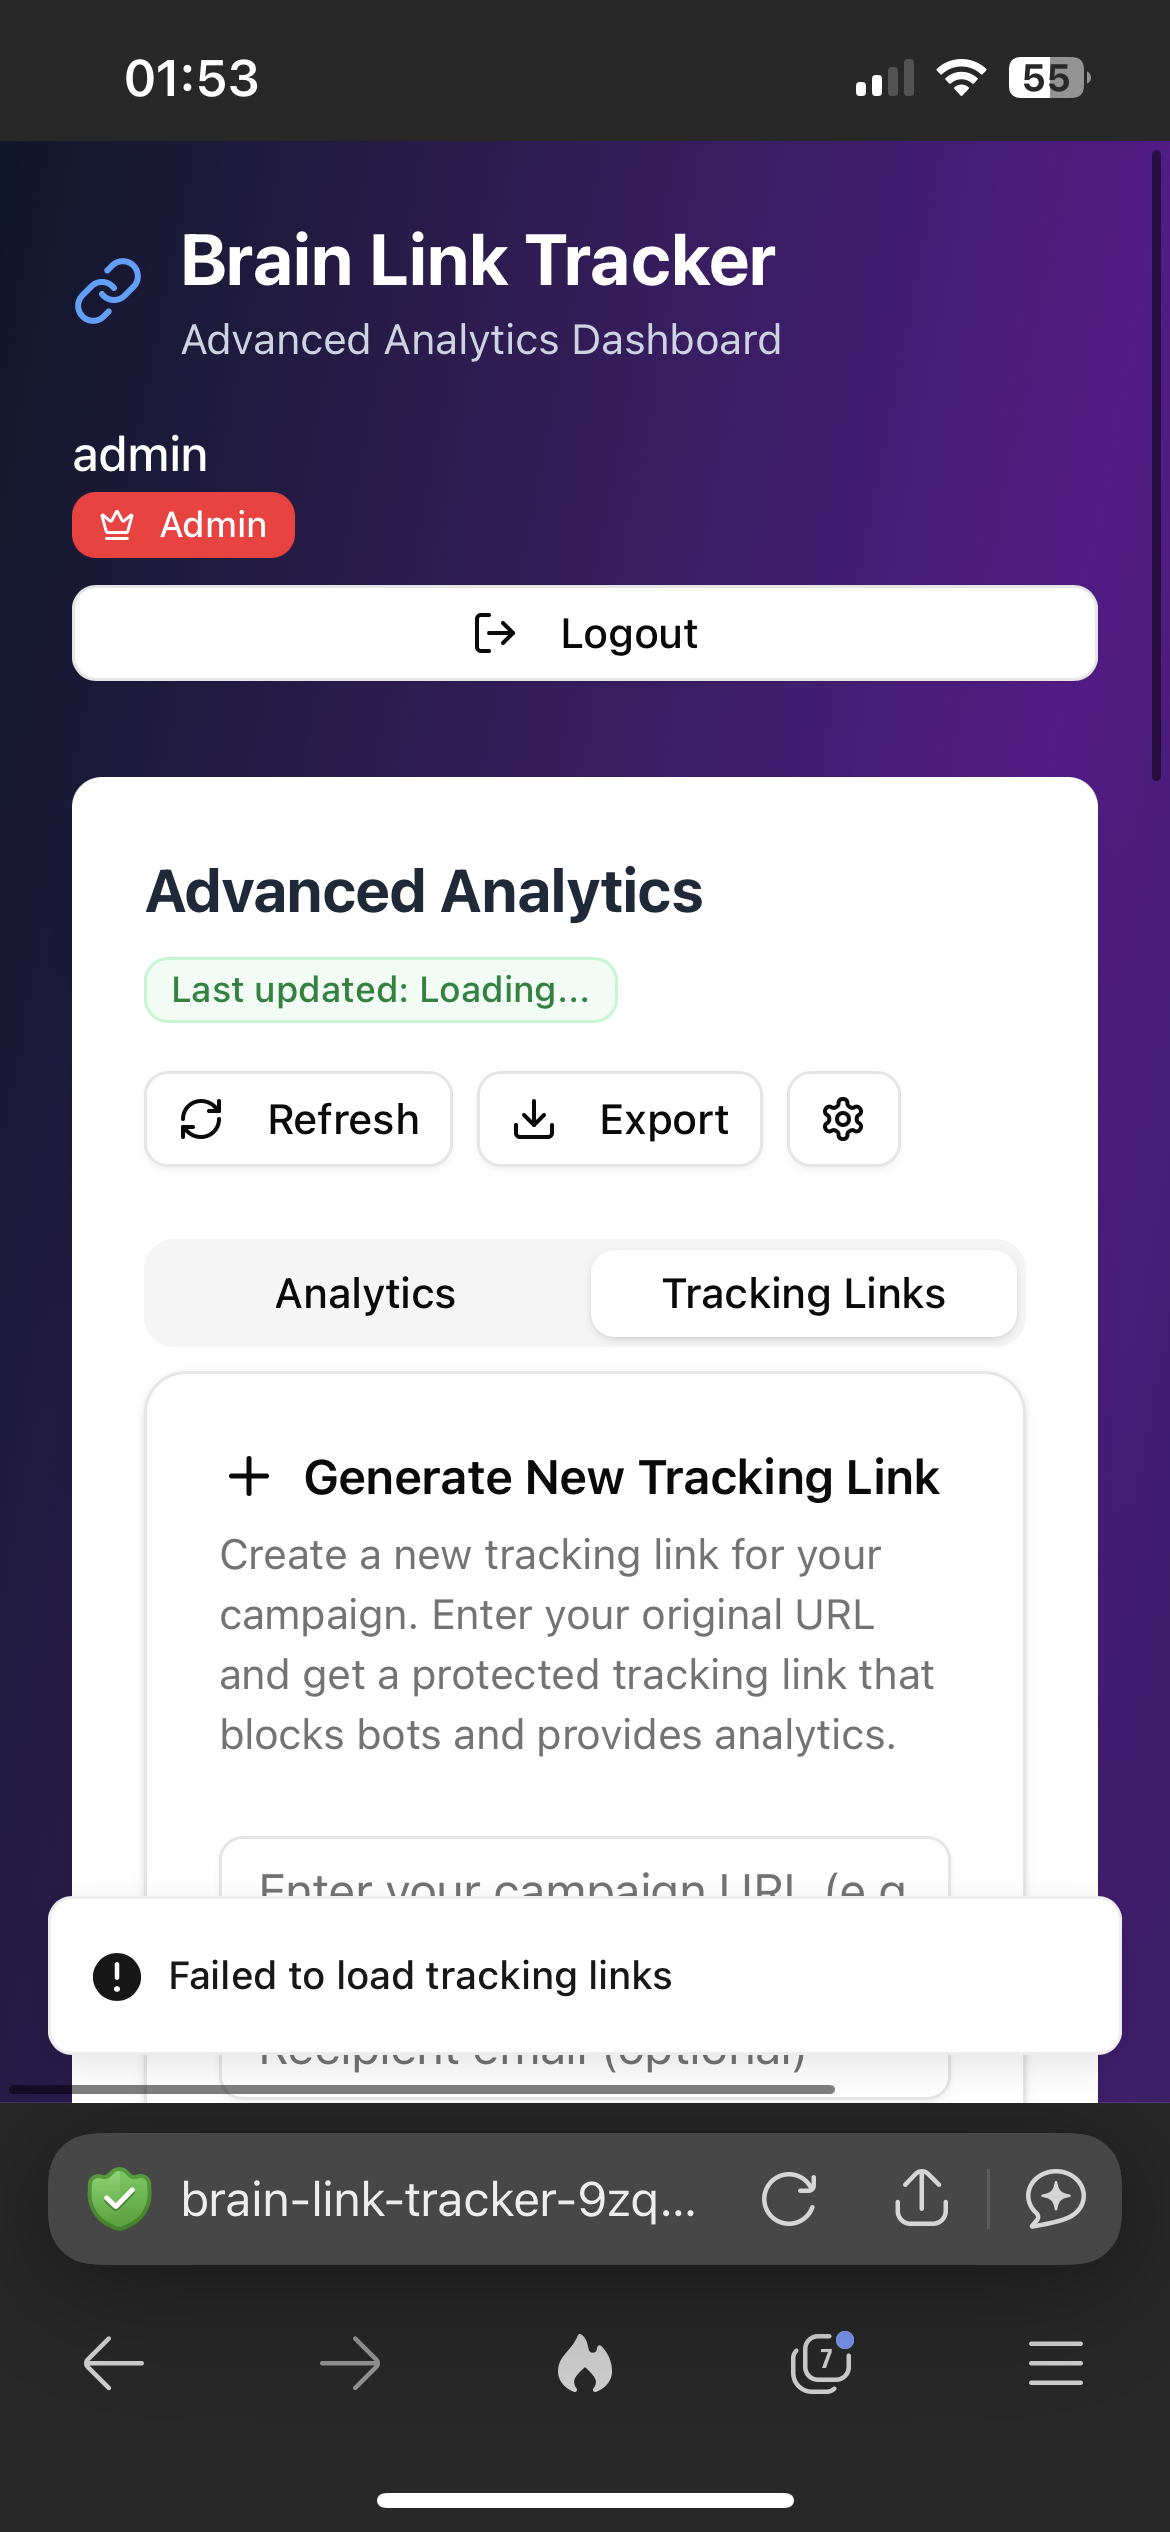 01:53
55
Brain Link Tracker
Advanced Analytics Dashboard
admin
Admin
Logout
Advanced Analytics
Last updated: Loading...
Refresh
Export
Analytics
Tracking Links
Generate New Tracking Link
Create a new tracking link for your
campaign. Enter your original URL
and get a protected tracking link that
blocks bots and provides analytics.
Enter your campaign URL (e.g
Failed to load tracking links
Recipient email (optional)
brain-link-tracker-9zq...
7